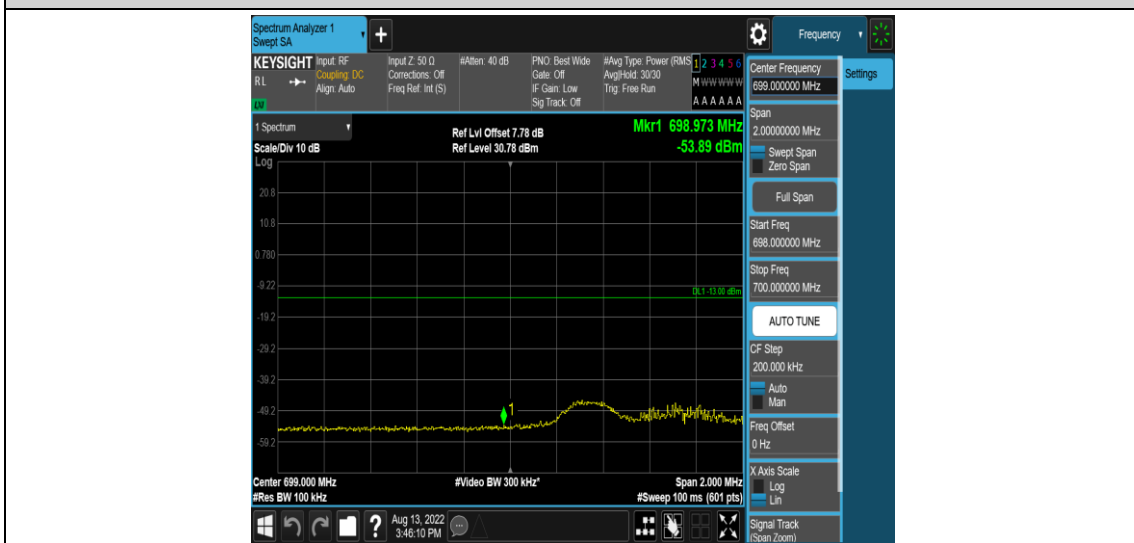 Spectrum Analyzer 1
Swept SA
+
Frequency
KEYSIGHT
RL
LXI
Input: RF
Coupling: DC
Align: Auto
Input Z: 50 Ω
Corrections: Off
Freq Ref: Int (S)
#Atten: 40 dB
PNO: Best Wide
Gate: Off
IF Gain: Low
Sig Track: Off
#Avg Type: Power (RMS
Avg|Hold: 30/30
Trig: Free Run
1 2 3 4 5 6
M W W W W W
A A A A A A
1 Spectrum
Scale/Div 10 dB
Log
Ref Lvl Offset 7.78 dB
Ref Level 30.78 dBm
Mkr1 698.973 MHz
-53.89 dBm
20.8
10.8
0.780
-9.22
DL1 -13.00 dBm
-19.2
-29.2
-39.2
-49.2
1
-59.2
Center 699.000 MHz
#Video BW 300 kHz*
Span 2.000 MHz
#Res BW 100 kHz
#Sweep 100 ms (601 pts)
?
Aug 13, 2022
3:46:10 PM
Center Frequency
699.000000 MHz
Settings
Span
2.00000000 MHz
Swept Span
Zero Span
Full Span
Start Freq
698.000000 MHz
Stop Freq
700.000000 MHz
AUTO TUNE
CF Step
200.000 kHz
Auto
Man
Freq Offset
0 Hz
X Axis Scale
Log
Lin
Signal Track
(Span Zoom)